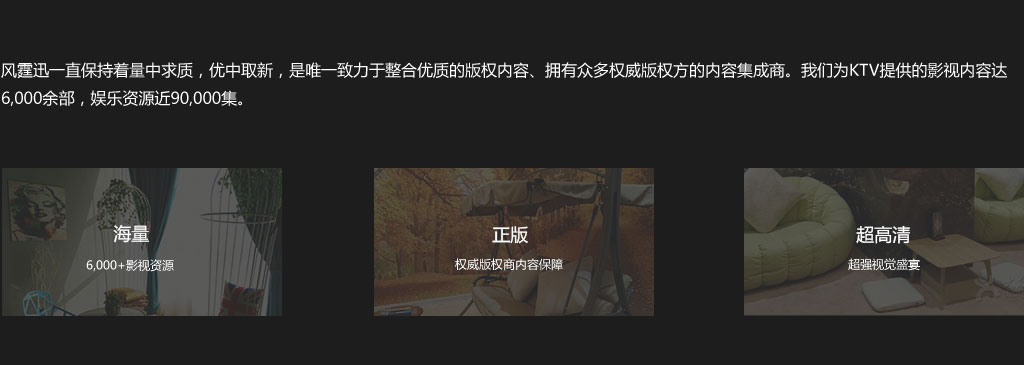 风霆迅一直保持着量中求质，优中取新，是唯一致力于整合优质的版权内容、拥有众多权威版权方的内容集成商。我们为KTV提供的影视内容达
6,000余部，娱乐资源近90,000集。
海量
6,000+影视资源
正版
权威版权商内容保障
超高清
超强视觉盛宴